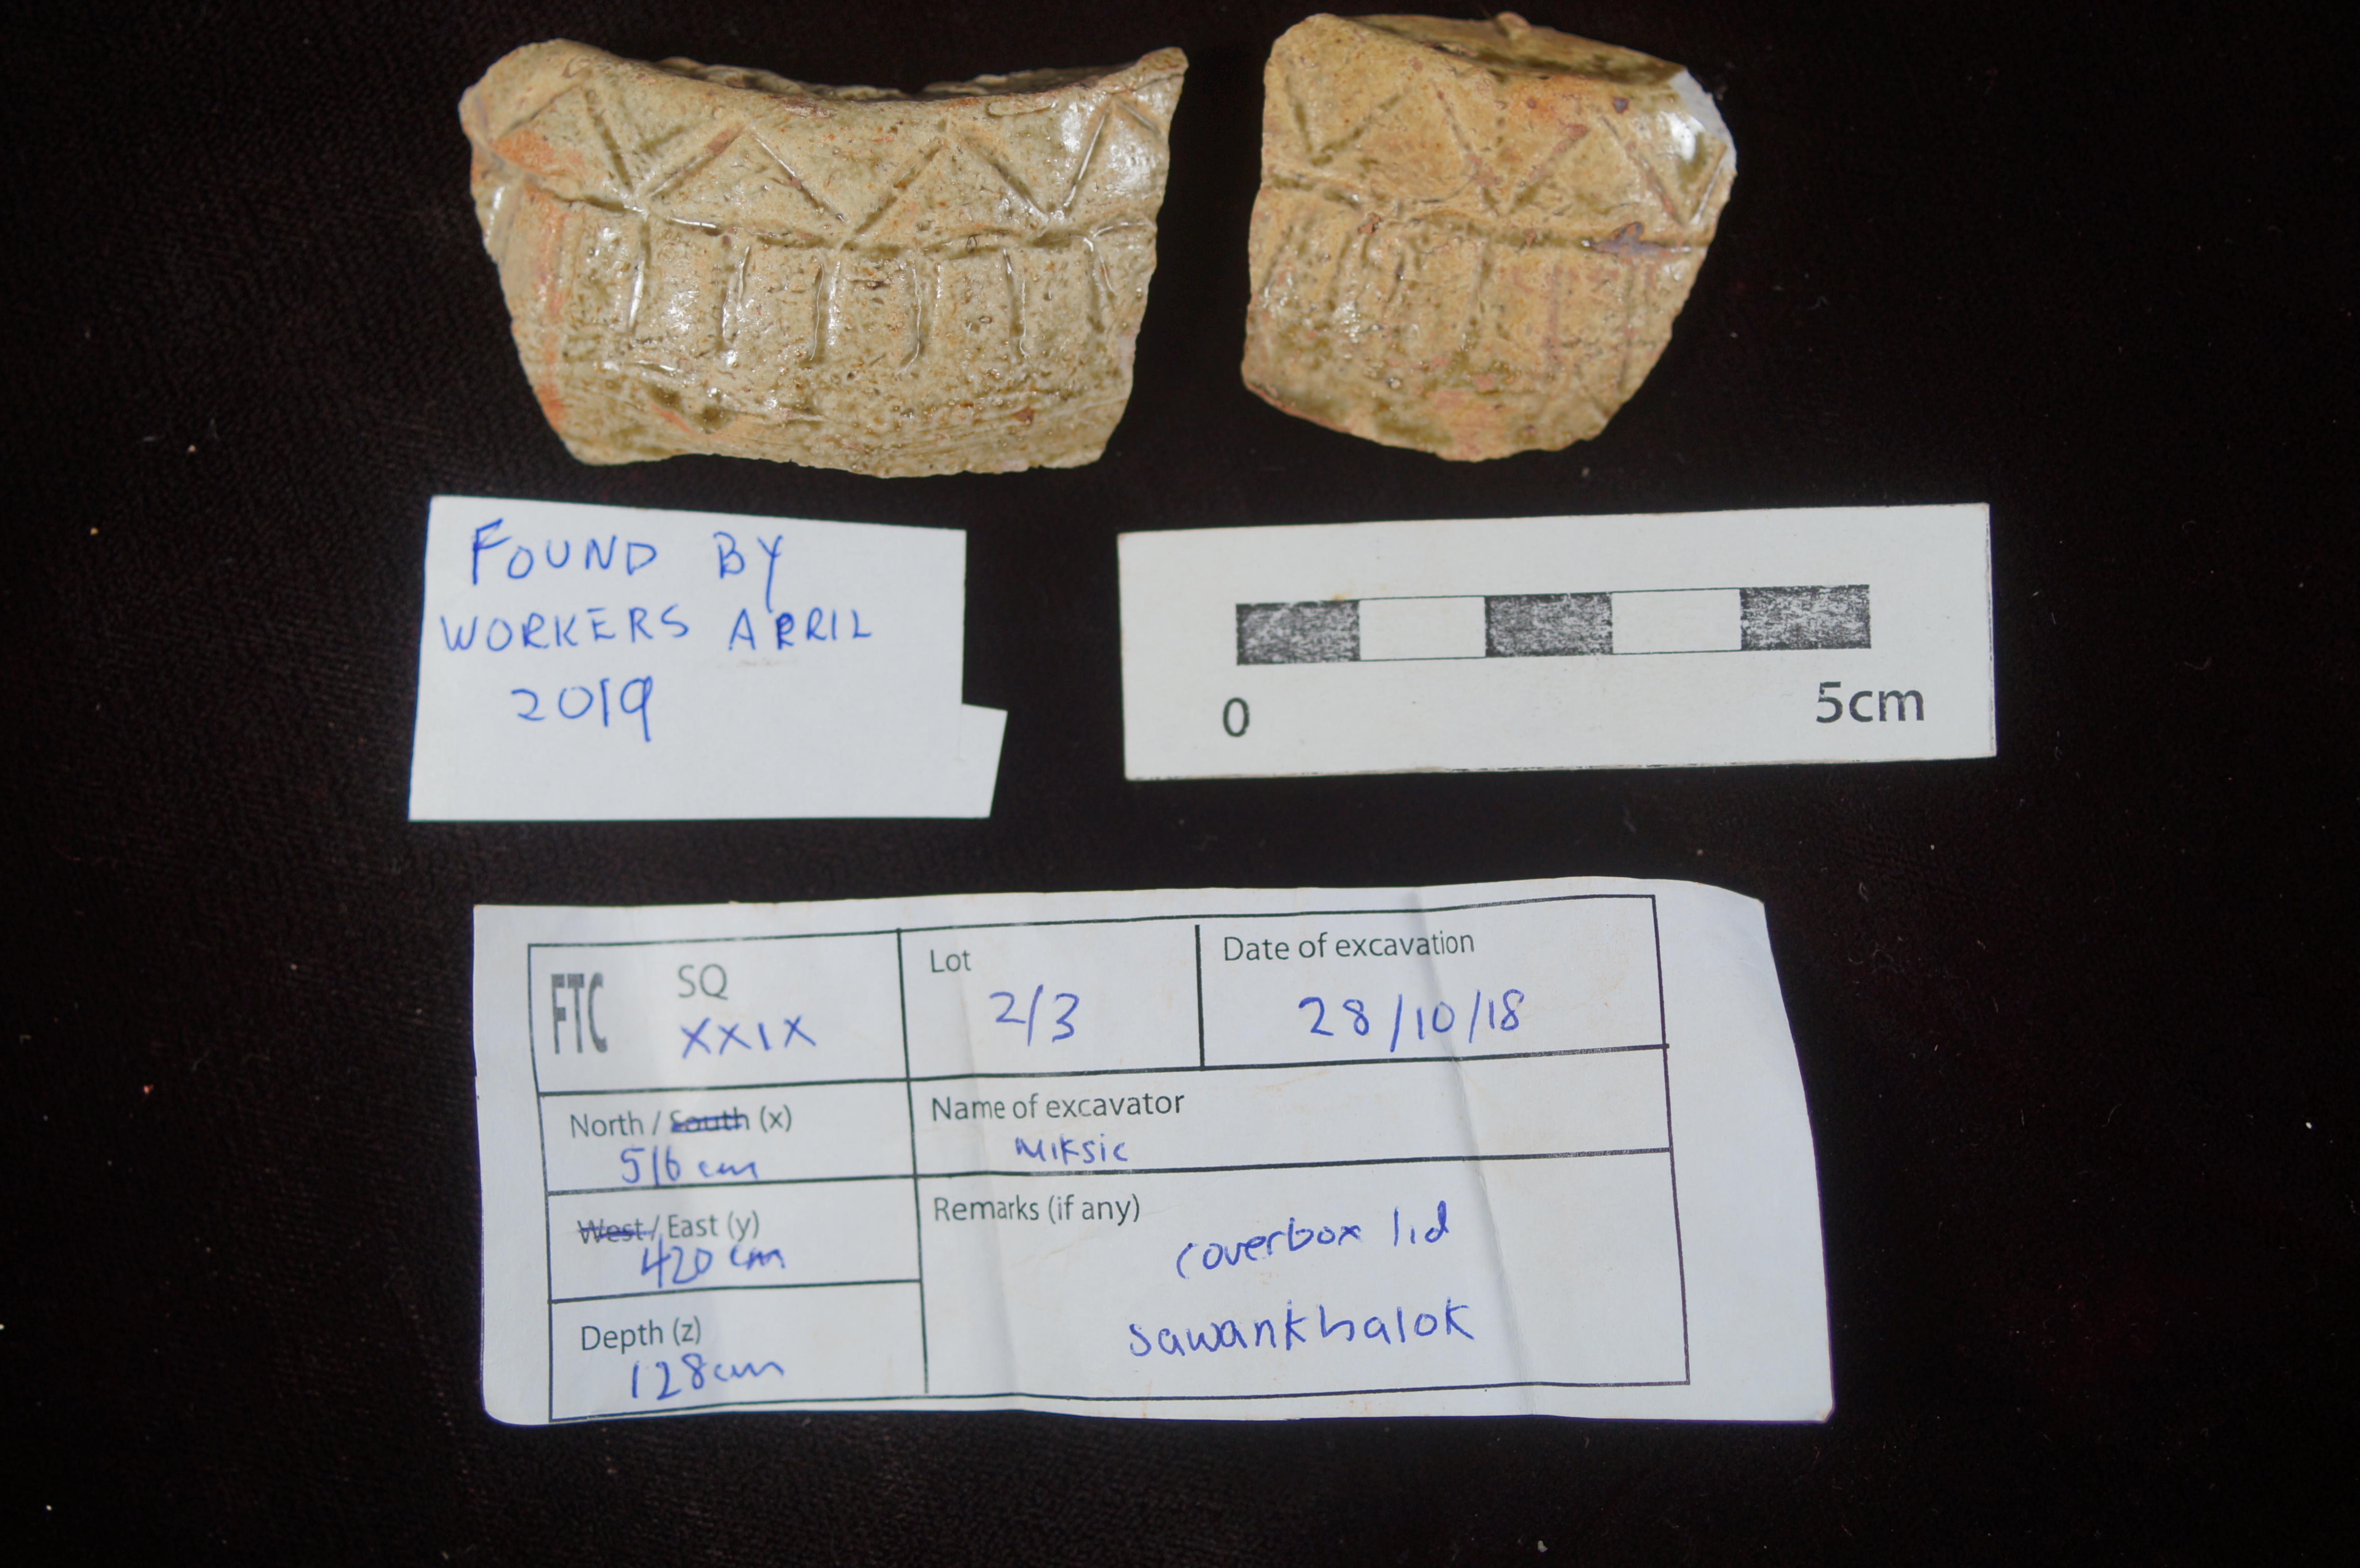 FOUND BY
WORKERS APRIL
2019
0 5cm
FTC SQ
XXIX
Lot
2/3
Date of excavation
28/10/18
North / South (x)
516 cm
Name of excavator
Miksic
West / East (y)
420 cm
Remarks (if any)
coverbox lid
sawankhalok
Depth (z)
128cm